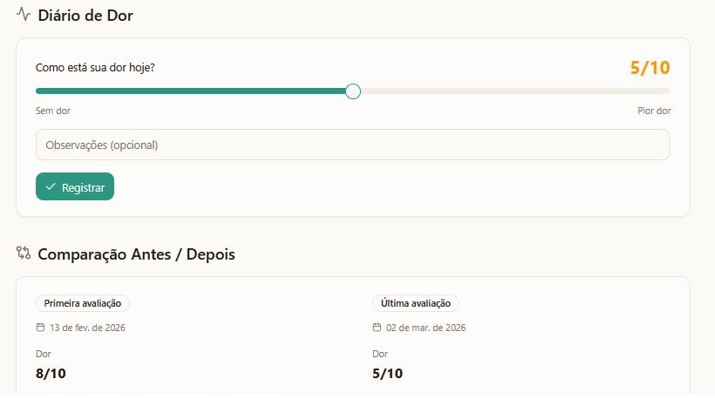 Diário de Dor
Como está sua dor hoje? 5/10
Sem dor Pior dor
Observações (opcional)
Registrar
Comparação Antes / Depois
Primeira avaliação Última avaliação
13 de fev. de 2026 02 de mar. de 2026
Dor Dor
8/10 5/10